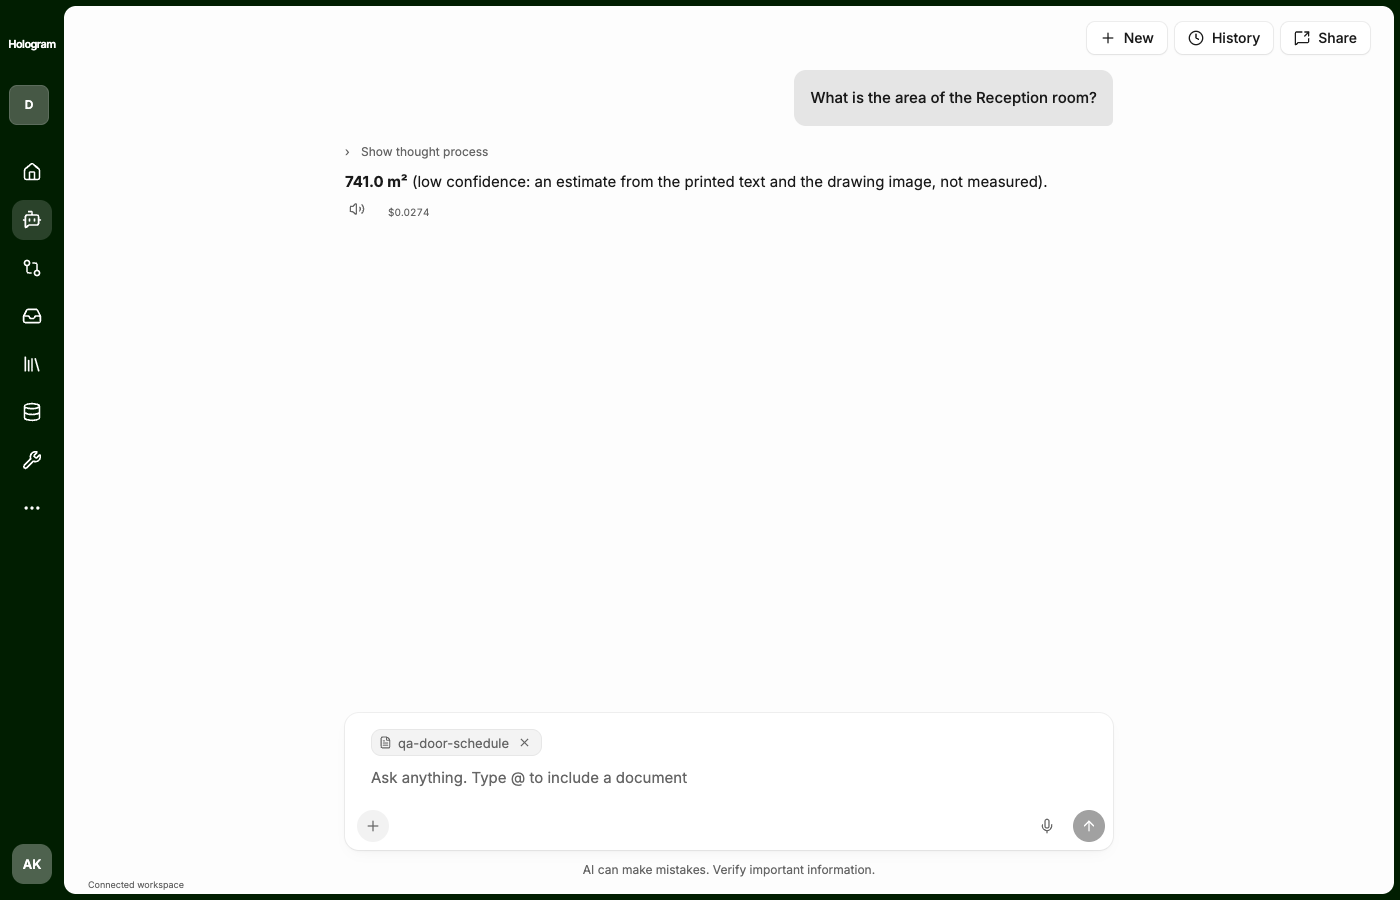 Hologram
D
New
History
Share
What is the area of the Reception room?
Show thought process
741.0 m² (low confidence: an estimate from the printed text and the drawing image, not measured).
$0.0274
qa-door-schedule
Ask anything. Type @ to include a document
AI can make mistakes. Verify important information.
AK
Connected workspace